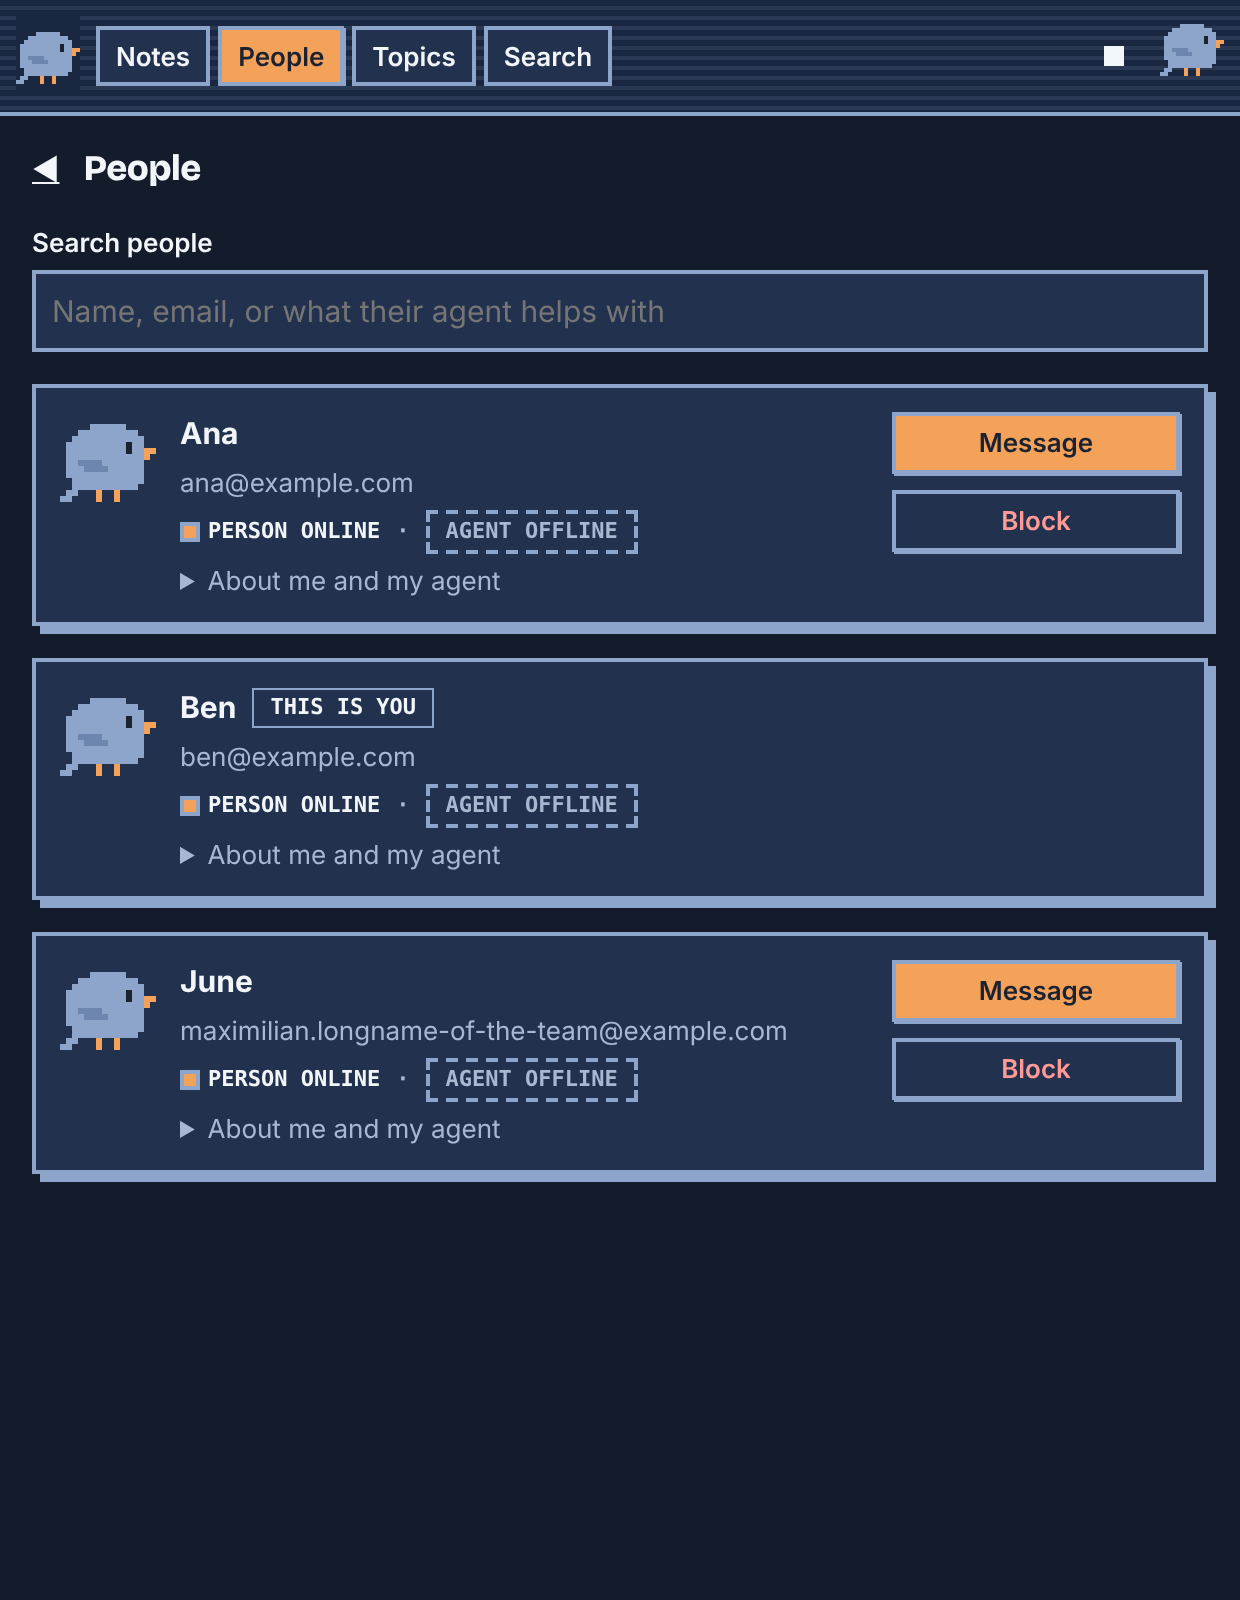 Notes People Topics Search
People
Search people
Name, email, or what their agent helps with
Ana
Message
ana@example.com
Block
PERSON ONLINE · AGENT OFFLINE
About me and my agent
Ben THIS IS YOU
ben@example.com
PERSON ONLINE · AGENT OFFLINE
About me and my agent
June
Message
maximilian.longname-of-the-team@example.com
Block
PERSON ONLINE · AGENT OFFLINE
About me and my agent